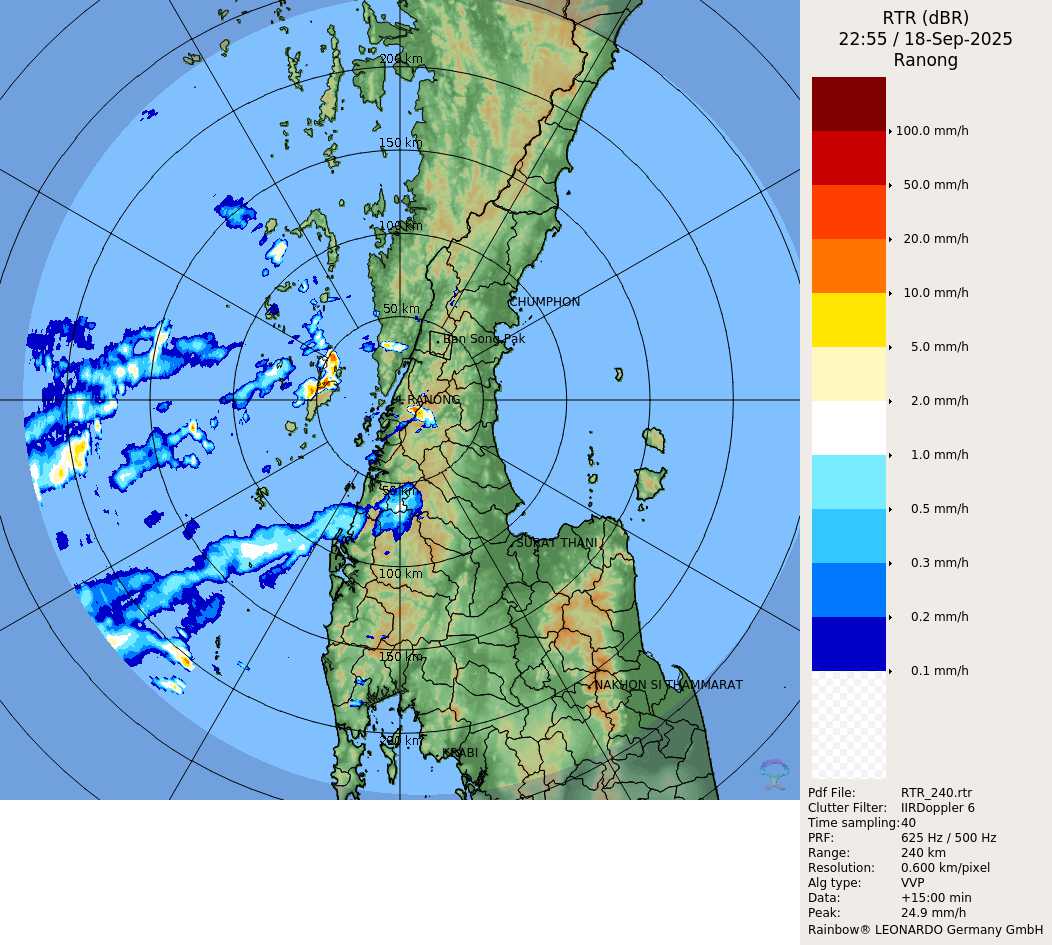 RTR (dBR)
22:55 / 18-Sep-2025
Ranong
200 km
150 km
100 km
50 km
CHUMPHON
Ban Song Pak
RANONG
50 km
SURAT THANI
100 km
150 km
NAKHON SI THAMMARAT
200 km
KRABI
100.0 mm/h
50.0 mm/h
20.0 mm/h
10.0 mm/h
5.0 mm/h
2.0 mm/h
1.0 mm/h
0.5 mm/h
0.3 mm/h
0.2 mm/h
0.1 mm/h
Pdf File: RTR_240.rtr
Clutter Filter: IIRDoppler 6
Time sampling: 40
PRF: 625 Hz / 500 Hz
Range: 240 km
Resolution: 0.600 km/pixel
Alg type: VVP
Data: +15:00 min
Peak: 24.9 mm/h
Rainbow® LEONARDO Germany GmbH